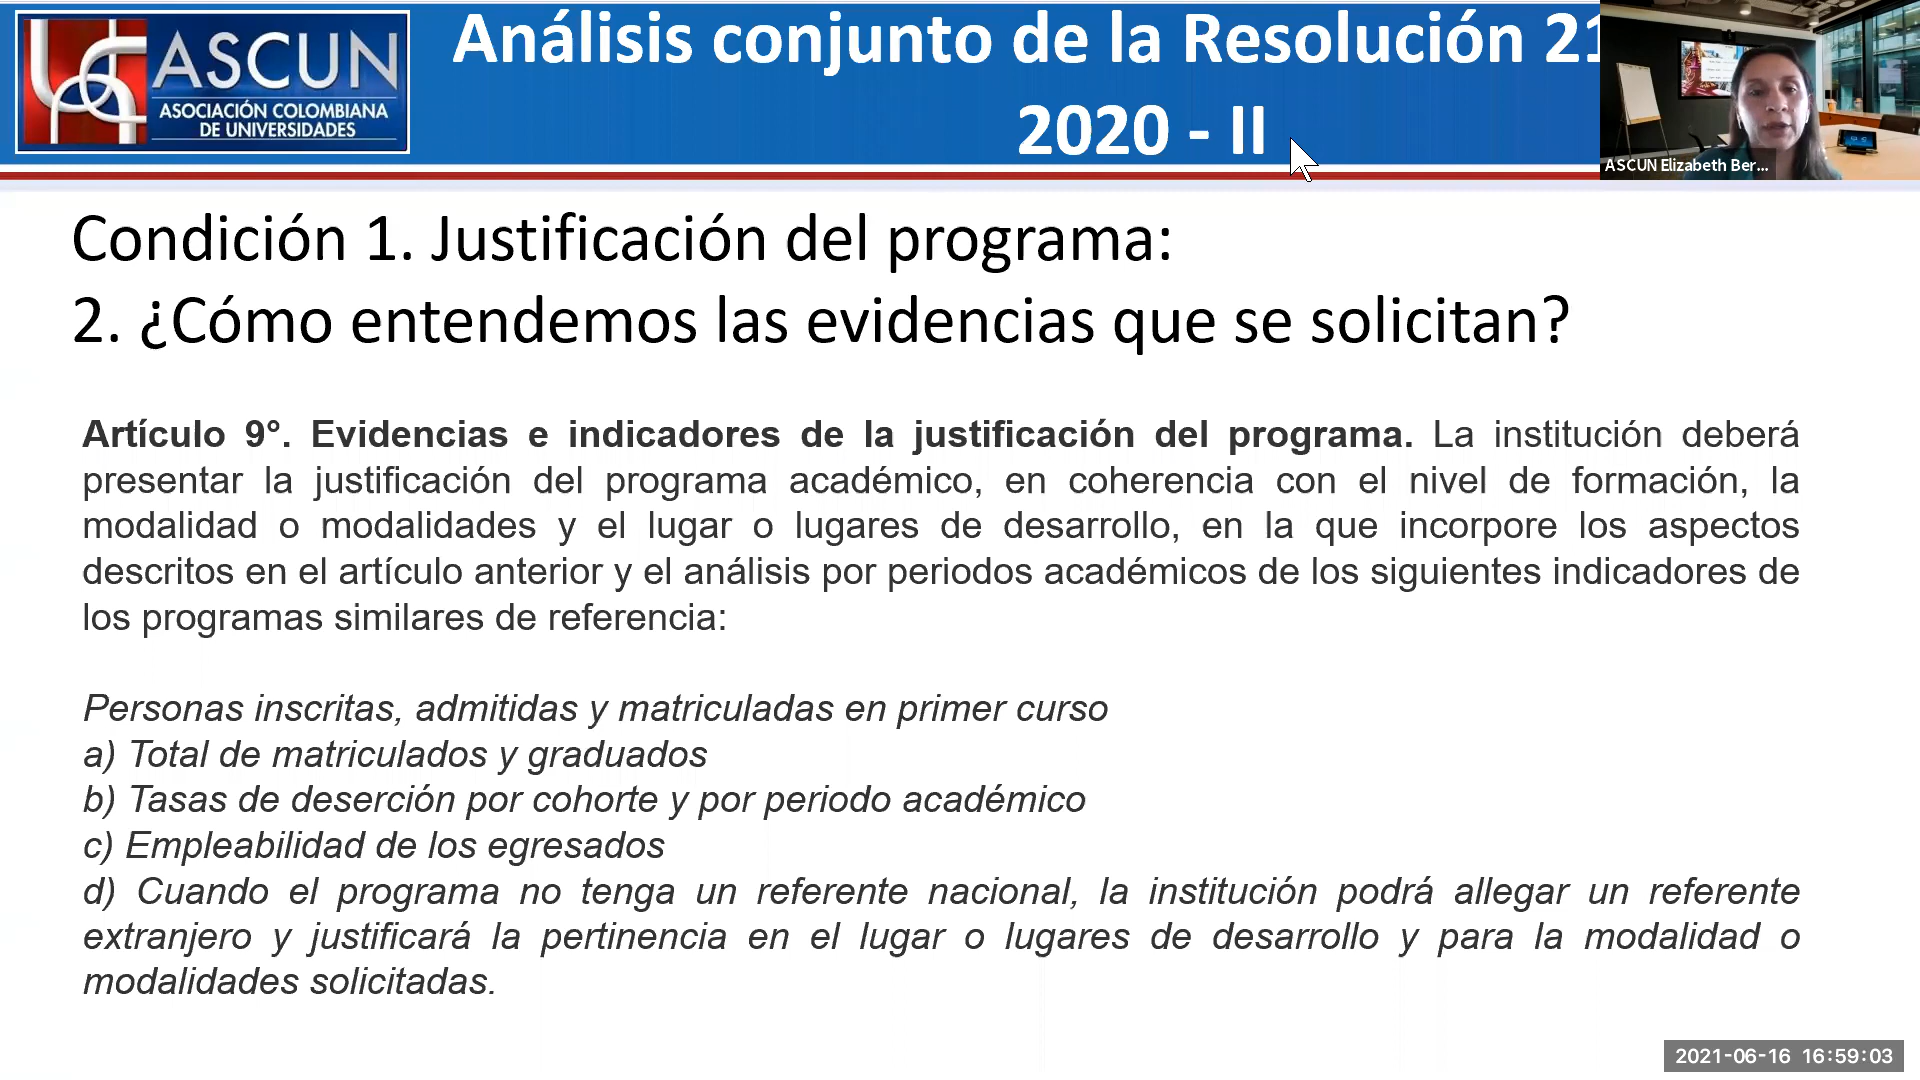 ASCUN
ASOCIACIÓN COLOMBIANA
DE UNIVERSIDADES
Análisis conjunto de la Resolución 21
2020 - II
ASCUN Elizabeth Ber...
Condición 1. Justificación del programa:
2. ¿Cómo entendemos las evidencias que se solicitan?
Artículo 9°. Evidencias e indicadores de la justificación del programa. La institución deberá
presentar la justificación del programa académico, en coherencia con el nivel de formación, la
modalidad o modalidades y el lugar o lugares de desarrollo, en la que incorpore los aspectos
descritos en el artículo anterior y el análisis por periodos académicos de los siguientes indicadores de
los programas similares de referencia:
Personas inscritas, admitidas y matriculadas en primer curso
a) Total de matriculados y graduados
b) Tasas de deserción por cohorte y por periodo académico
c) Empleabilidad de los egresados
d) Cuando el programa no tenga un referente nacional, la institución podrá allegar un referente
extranjero y justificará la pertinencia en el lugar o lugares de desarrollo y para la modalidad o
modalidades solicitadas.
2021-06-16 16:59:03